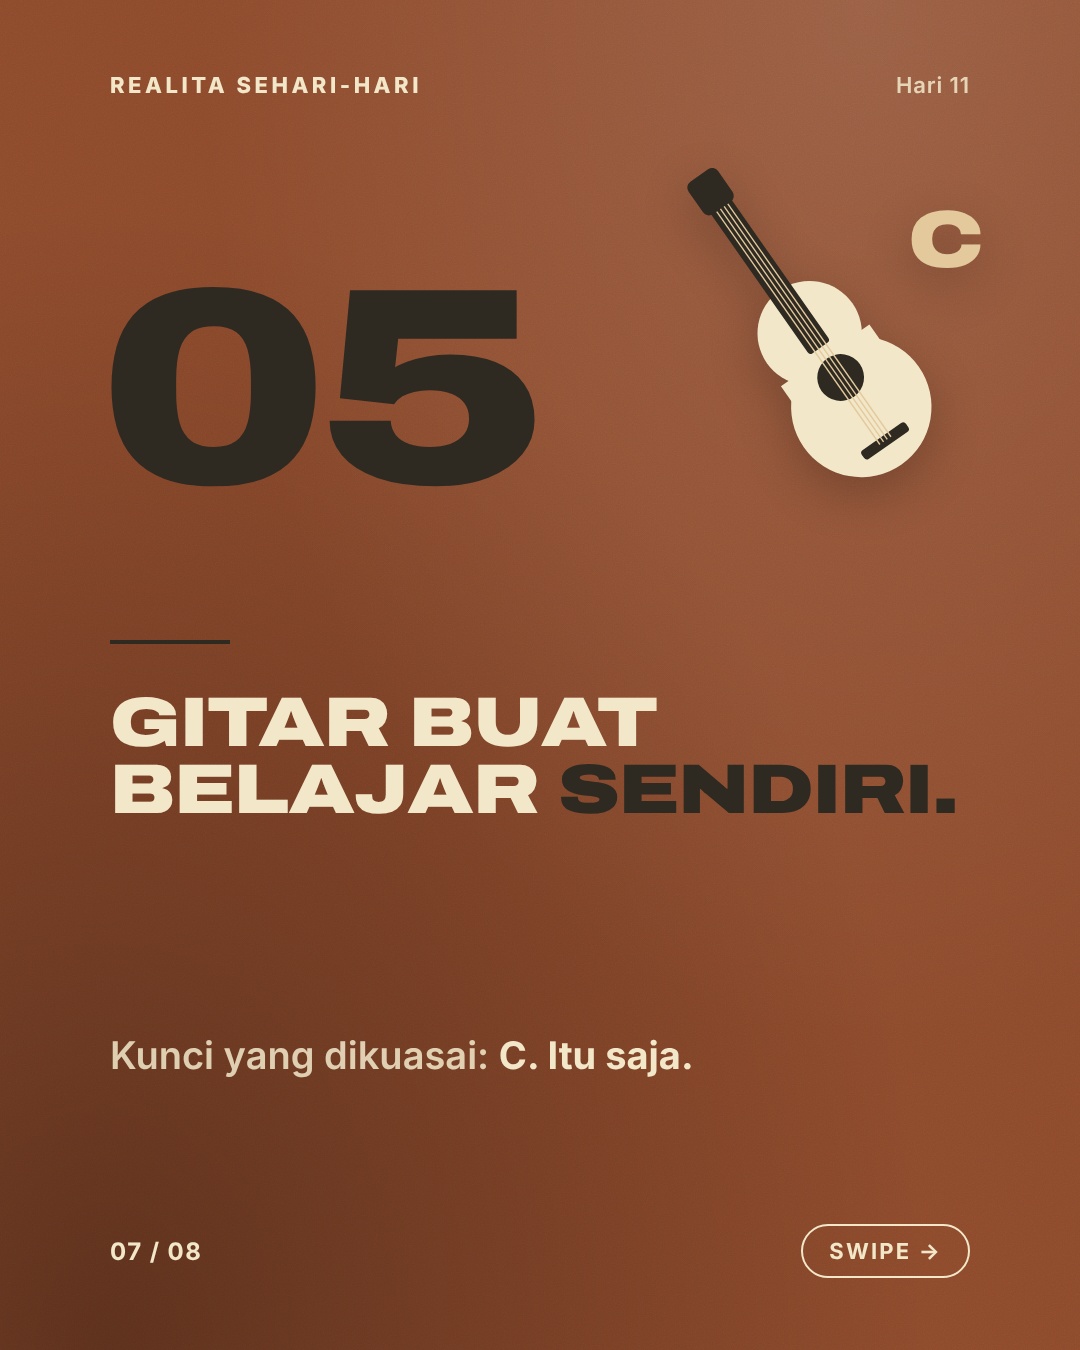 REALITA SEHARI-HARI
Hari 11
C
05
GITAR BUAT
BELAJAR SENDIRI.
Kunci yang dikuasai: C. Itu saja.
07 / 08
SWIPE →